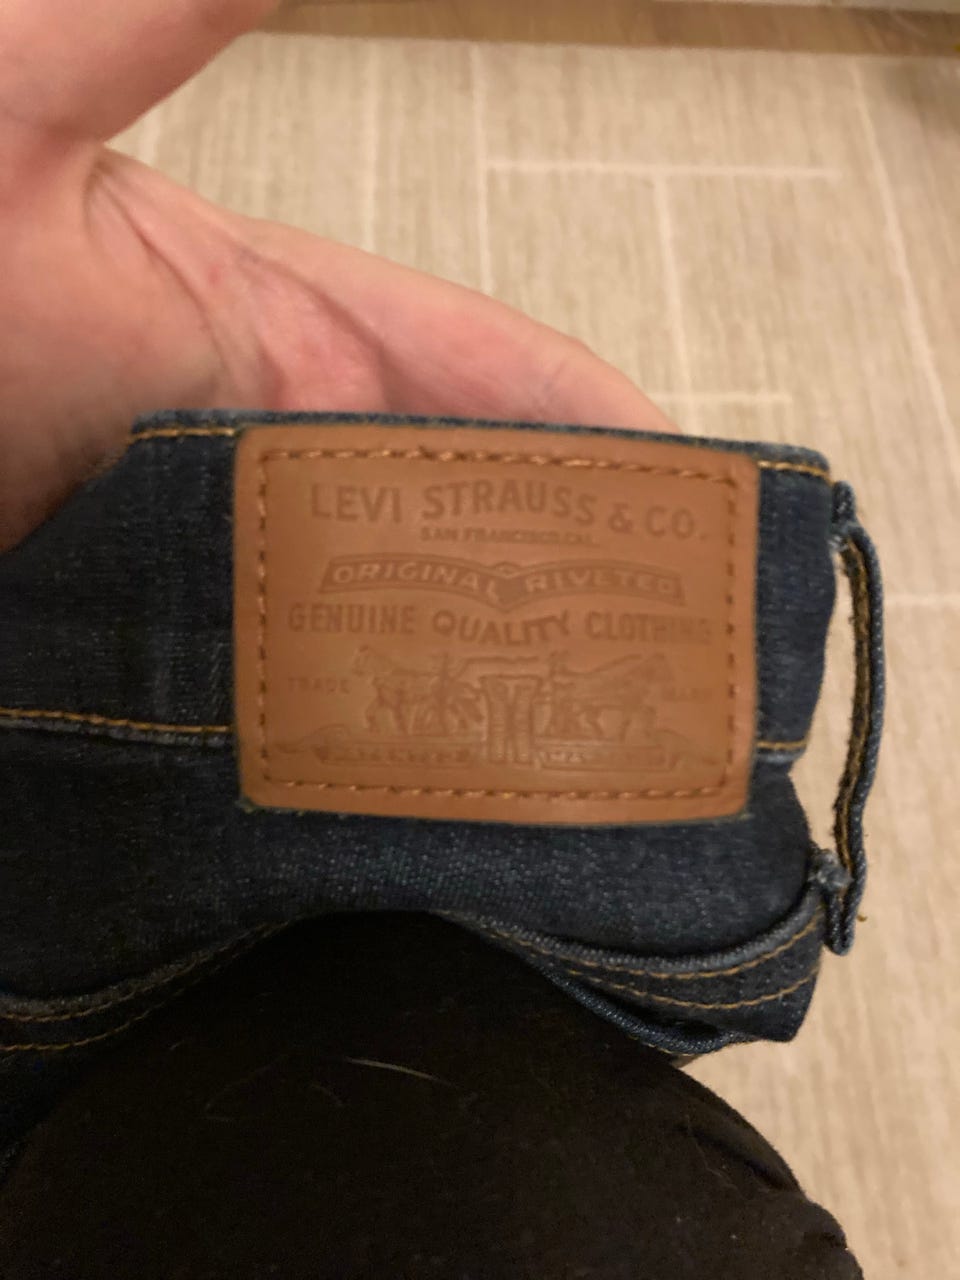 LEVI STRAUSS & CO.
SAN FRANCISCO, CAL.
ORIGINAL RIVETED
GENUINE QUALITY CLOTHING
TRADE MARK